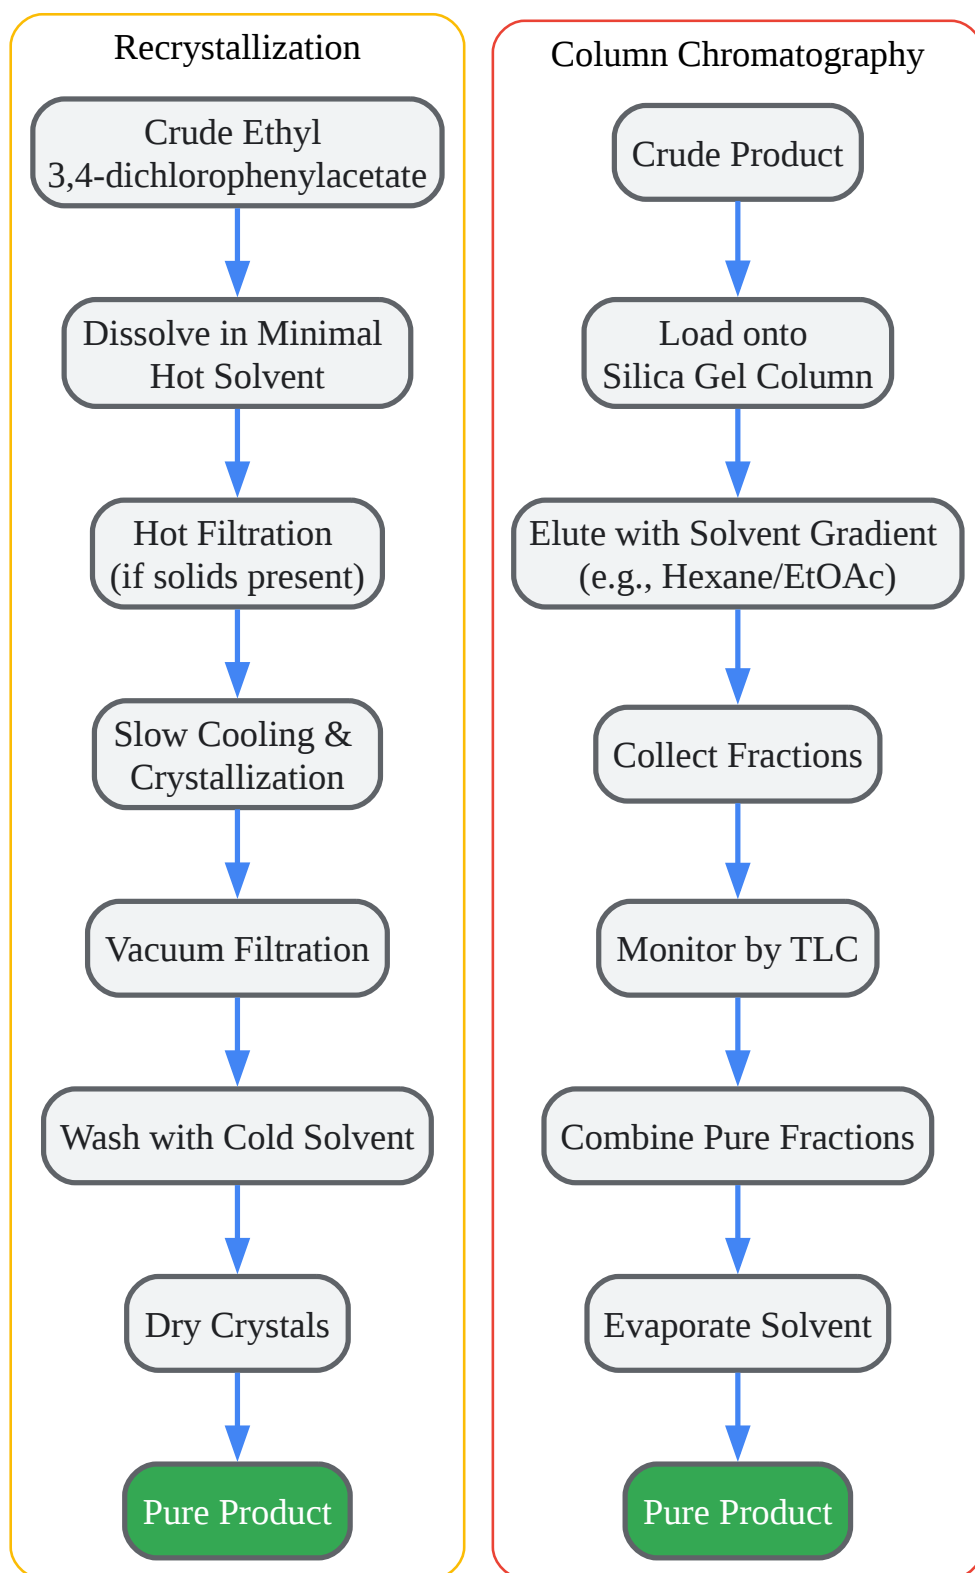 Recrystallization
Crude Ethyl
3,4-dichlorophenylacetate
Dissolve in Minimal
Hot Solvent
Hot Filtration
(if solids present)
Slow Cooling &
Crystallization
Vacuum Filtration
Wash with Cold Solvent
Dry Crystals
Pure Product
Column Chromatography
Crude Product
Load onto
Silica Gel Column
Elute with Solvent Gradient
(e.g., Hexane/EtOAc)
Collect Fractions
Monitor by TLC
Combine Pure Fractions
Evaporate Solvent
Pure Product